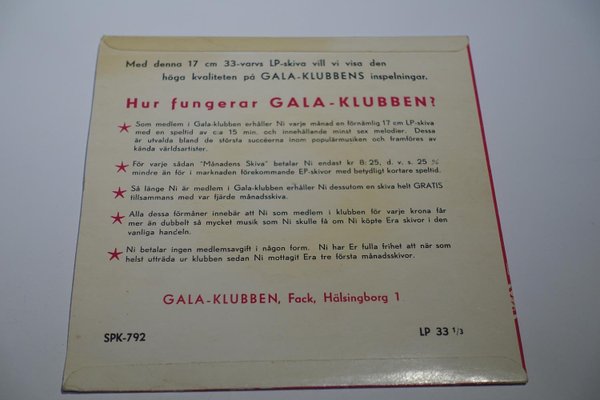 Med denna 17 cm 33-varvs LP-skiva vill vi visa den
höga kvaliteten på GALA-KLUBBENS inspelningar.
Hur fungerar GALA-KLUBBEN?
Som medlem i Gala-klubben erhåller Ni varje månad en förnämlig 17 cm LP-skiva
med en speltid av c:a 15 min. och innehållande minst sex melodier. Dessa
är utvalda bland de största succéerna inom populärmusiken och framföres av
kända världsartister.
För varje sådan "Månadens Skiva" betalar Ni endast kr 8: 25, d. v. s. 25 %
mindre än för i marknaden förekommande EP-skivor med betydligt kortare speltid.
Så länge Ni är medlem i Gala-klubben erhåller Ni dessutom en skiva helt GRATIS
tillsammans med var fjärde månadsskiva.
Alla dessa förmåner innebär att Ni som medlem i klubben för varje krona får
mer än dubbelt så mycket musik som Ni skulle få om Ni köpte Era skivor i den
vanliga handeln.
Ni betalar ingen medlemsavgift i någon form. Ni har Er fulla frihet att när som
helst utträda ur klubben sedan Ni mottagit Era tre första månadsskivor.
GALA-KLUBBEN, Fack, Hälsingborg 1
SPK-792
LP 33 1/3